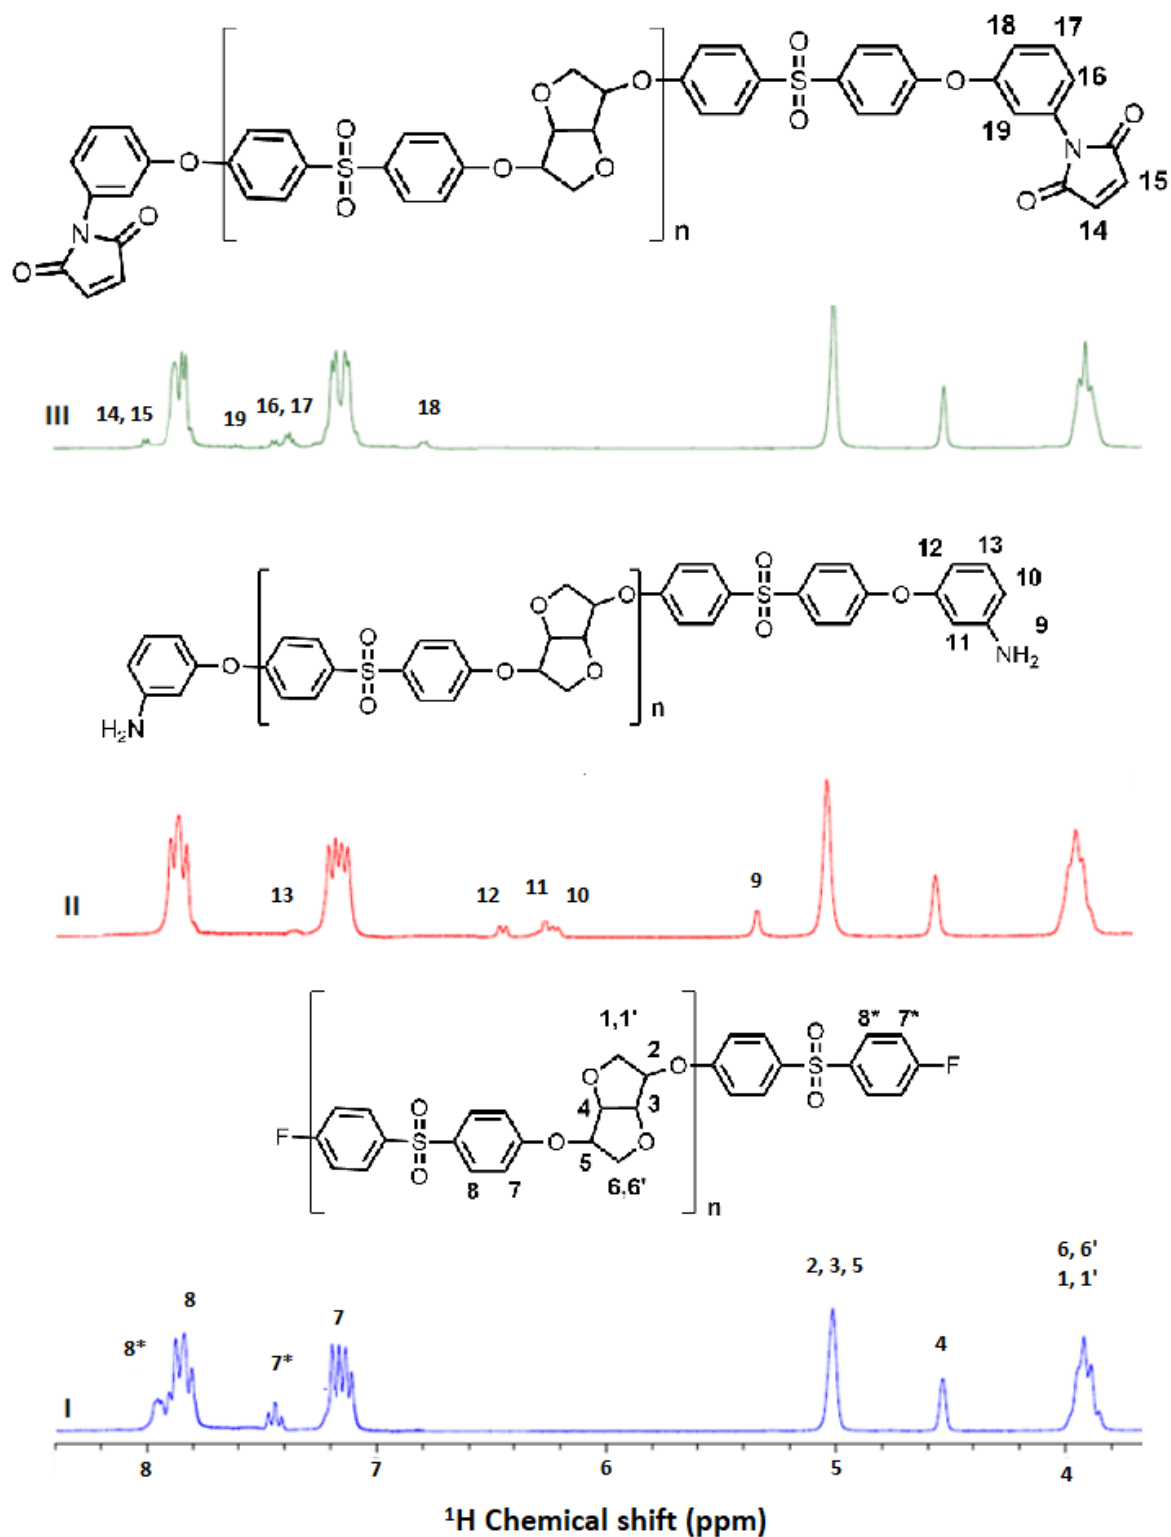 18 17
O
O
O
S
O
O
16
O
O
S
O
O
O
19
N
O
O
15
14
N
O
O
n
III
14, 15
19
16, 17
18
12 13
10
9
11
NH2
O
O
S
O
O
O
O
S
O
O
O
n
H2N
II
13
12
11
10
9
1,1'
2
O
O
S
O
8* 7*
F
O
4 3
O
F
O
S
O
O
5
8 7
6,6'
n
2, 3, 5
6, 6'
1, 1'
8
8*
7*
7
4
I
8 7 6 5 4
1H Chemical shift (ppm)